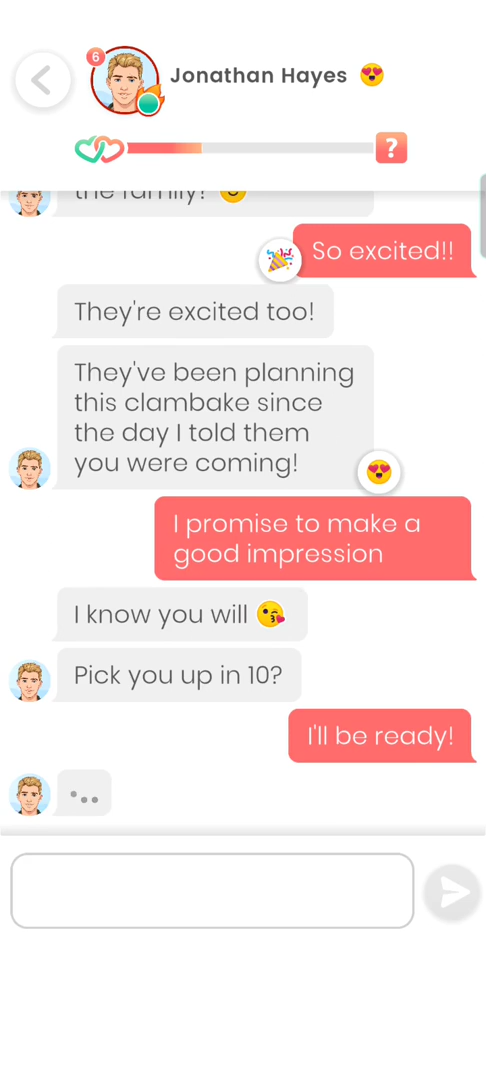 6
Jonathan Hayes 😍
?
the family!
So excited!!
They're excited too!
They've been planning
this clambake since
the day I told them
you were coming!
I promise to make a
good impression
I know you will 😘
Pick you up in 10?
I'll be ready!